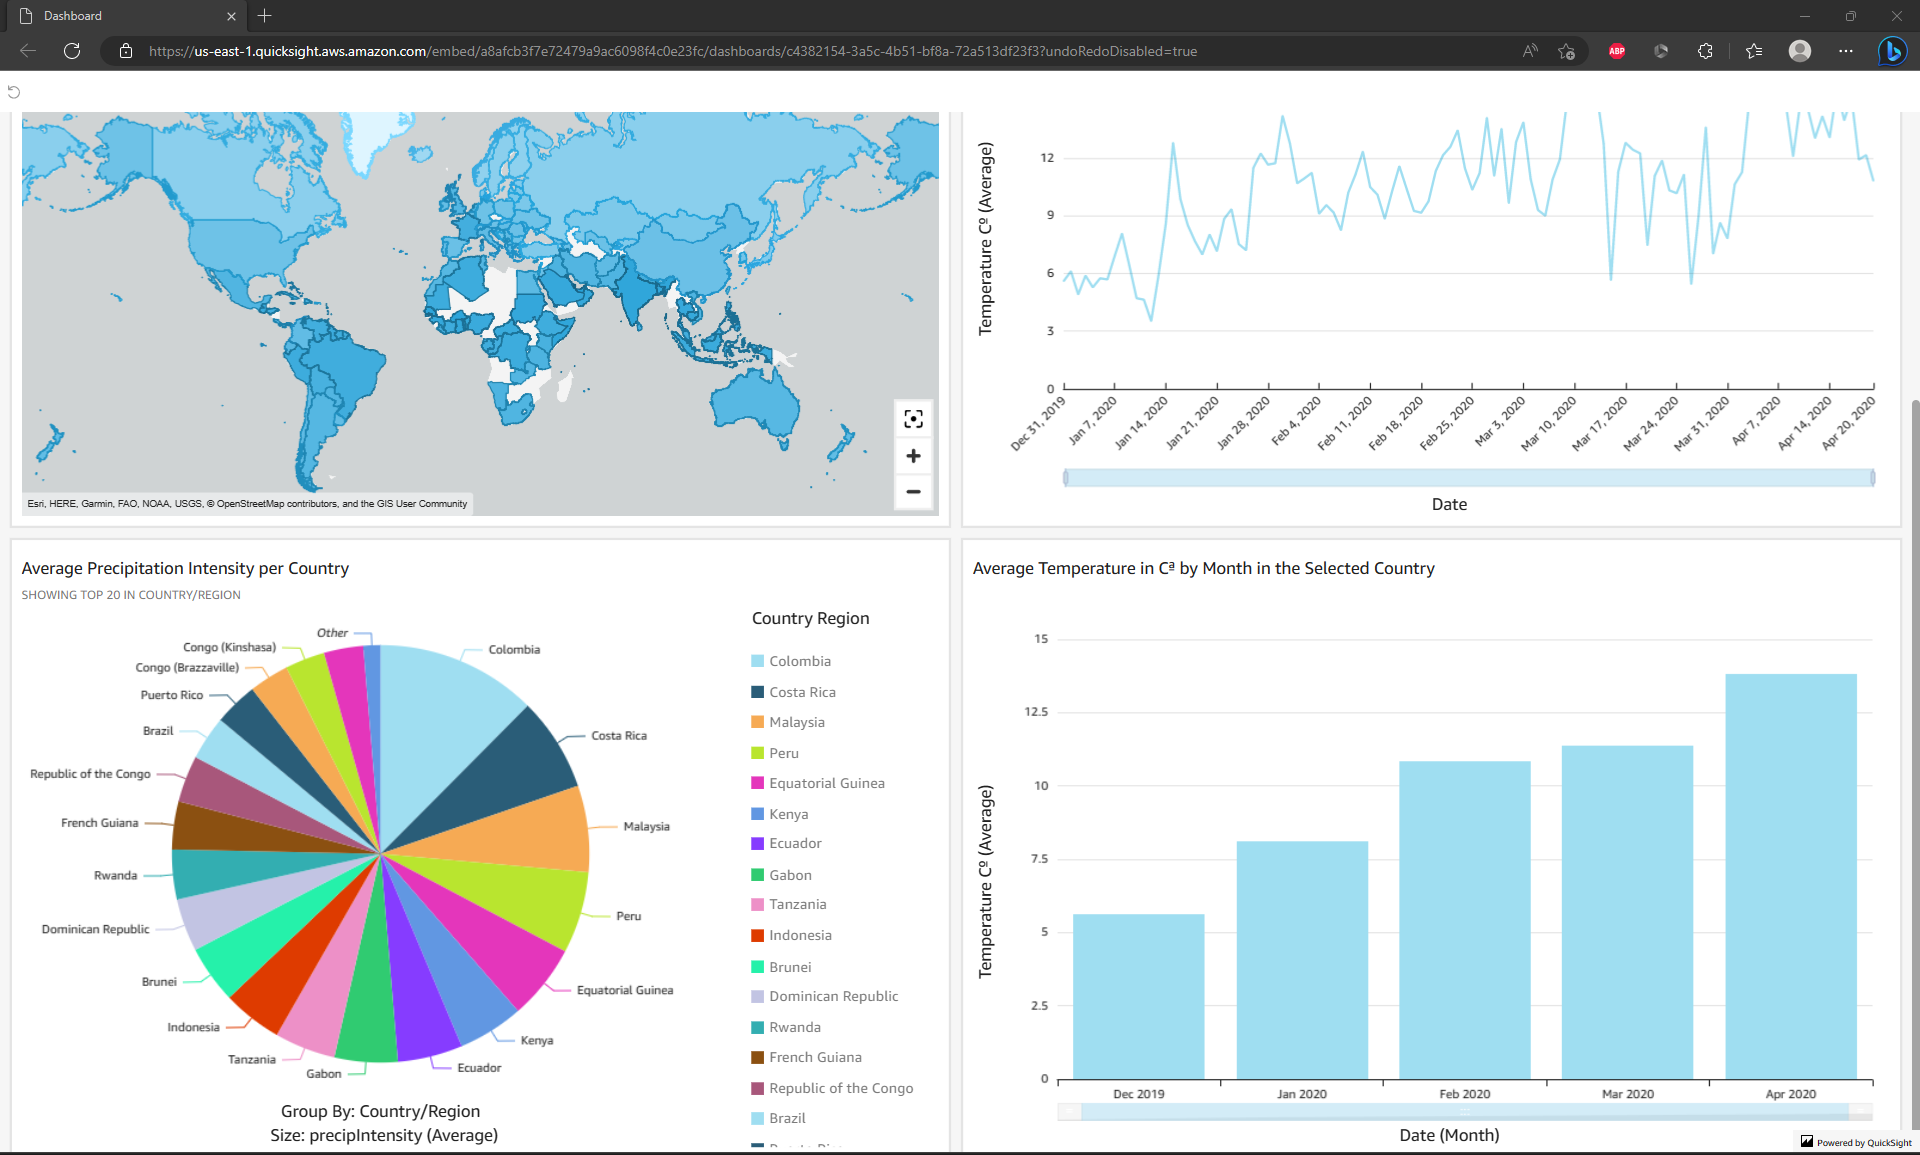 Dashboard
https://us-east-1.quicksight.aws.amazon.com/embed/a8afcb3f7e72479a9ac6098f4c0e23fc/dashboards/c4382154-3a5c-4b51-bf8a-72a513df23f3?undoRedoDisabled=true
ABP
Esri, HERE, Garmin, FAO, NOAA, USGS, © OpenStreetMap contributors, and the GIS User Community
Temperature Cº (Average)
12
9
6
3
0
Dec 31, 2019
Jan 7, 2020
Jan 14, 2020
Jan 21, 2020
Jan 28, 2020
Feb 4, 2020
Feb 11, 2020
Feb 18, 2020
Feb 25, 2020
Mar 3, 2020
Mar 10, 2020
Mar 17, 2020
Mar 24, 2020
Mar 31, 2020
Apr 7, 2020
Apr 14, 2020
Apr 20, 2020
Date
Average Precipitation Intensity per Country
SHOWING TOP 20 IN COUNTRY/REGION
Other
Congo (Kinshasa)
Congo (Brazzaville)
Puerto Rico
Brazil
Republic of the Congo
French Guiana
Rwanda
Dominican Republic
Brunei
Indonesia
Tanzania
Gabon
Ecuador
Kenya
Equatorial Guinea
Peru
Malaysia
Costa Rica
Colombia
Group By: Country/Region
Size: precipIntensity (Average)
Country Region
Colombia
Costa Rica
Malaysia
Peru
Equatorial Guinea
Kenya
Ecuador
Gabon
Tanzania
Indonesia
Brunei
Dominican Republic
Rwanda
French Guiana
Republic of the Congo
Brazil
Average Temperature in Cª by Month in the Selected Country
Temperature Cº (Average)
15
12.5
10
7.5
5
2.5
0
Dec 2019
Jan 2020
Feb 2020
Mar 2020
Apr 2020
Date (Month)
Powered by QuickSight